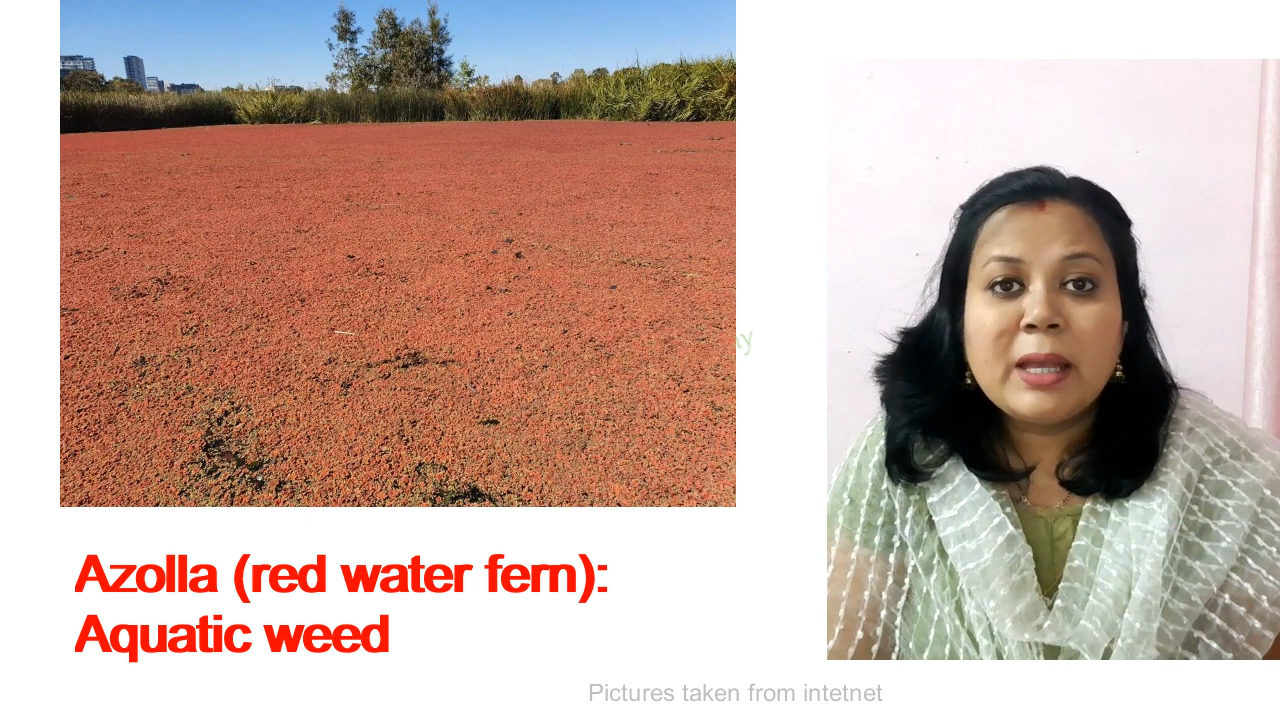 Azolla (red water fern):
Aquatic weed
Pictures taken from intetnet